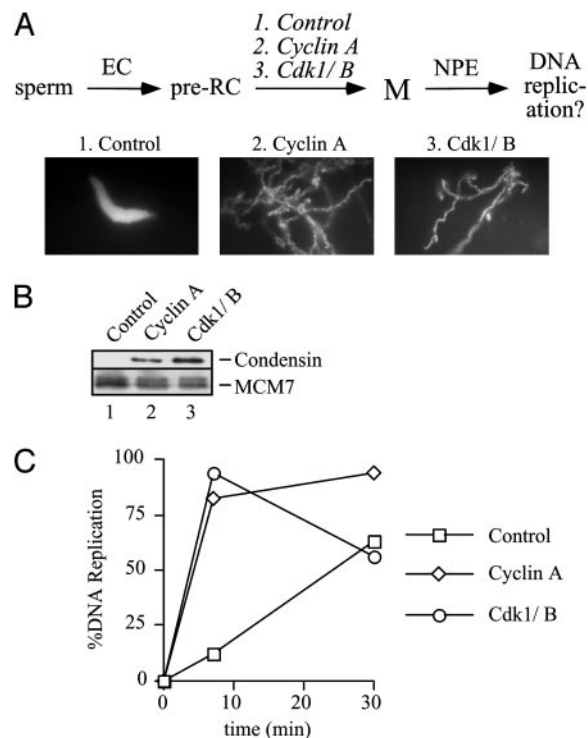 A
1. Control
2. Cyclin A
3. Cdk1/ B
sperm EC pre-RC M NPE DNA
replic-
ation?
1. Control 2. Cyclin A 3. Cdk1/ B
B
Control Cyclin A Cdk1/ B
Condensin
MCM7
1 2 3
C
%DNA Replication
100
75
50
25
0
0 10 20 30
time (min)
Control
Cyclin A
Cdk1/ B